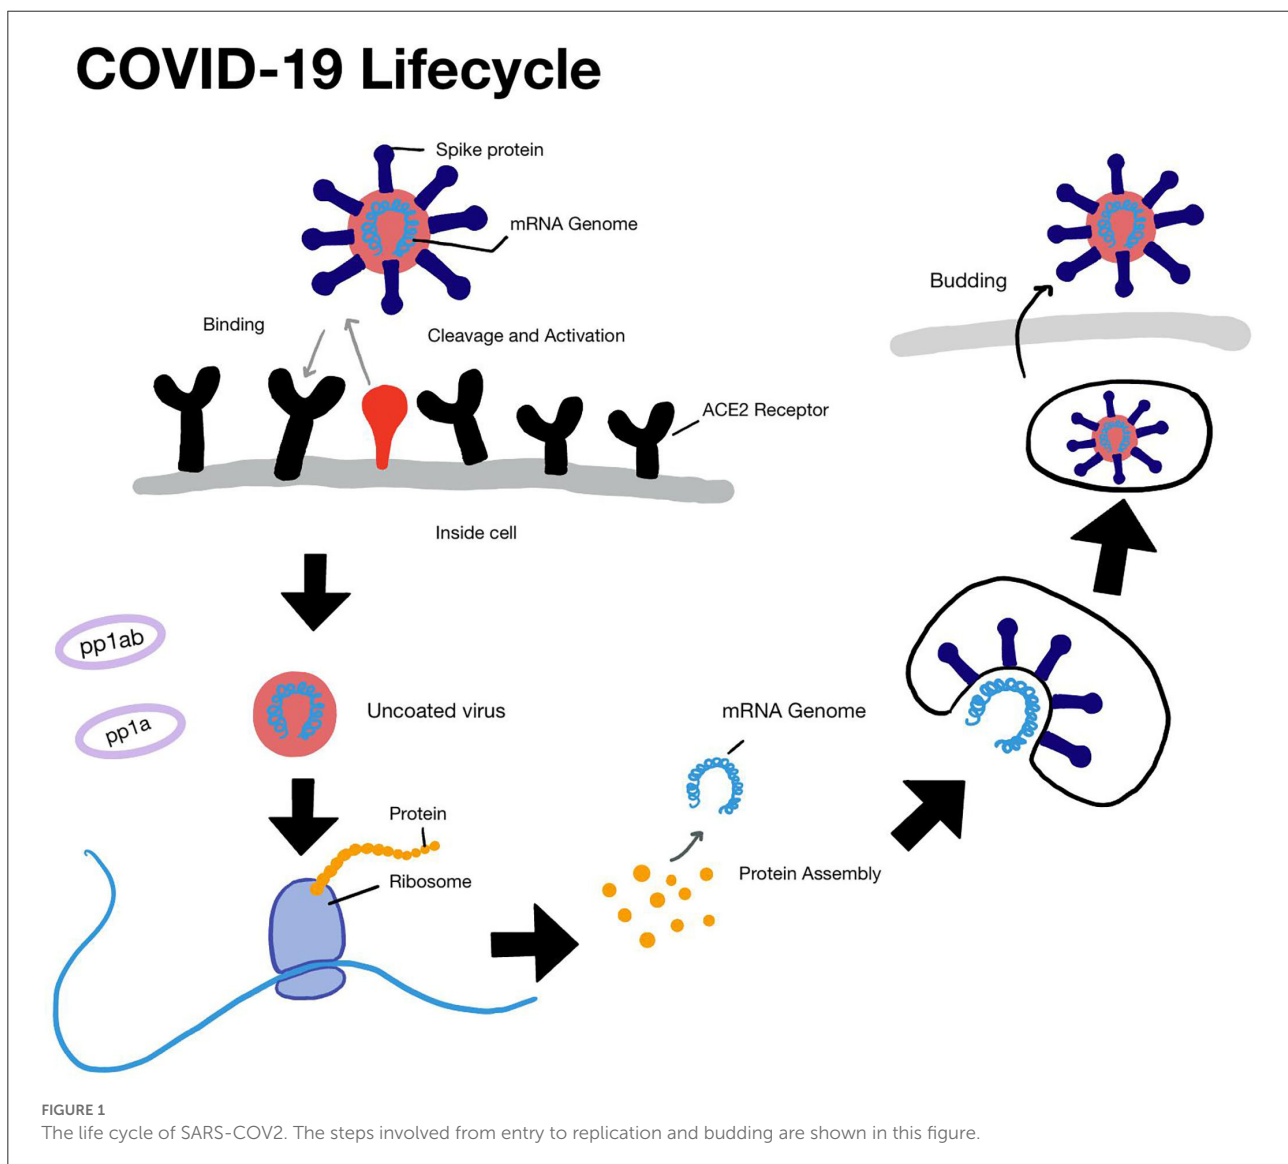 COVID-19 Lifecycle
Spike protein
mRNA Genome
Binding
Cleavage and Activation
ACE2 Receptor
Inside cell
pp1ab
pp1a
Uncoated virus
Protein
Ribosome
mRNA Genome
Protein Assembly
Budding
FIGURE 1
The life cycle of SARS-COV2. The steps involved from entry to replication and budding are shown in this figure.